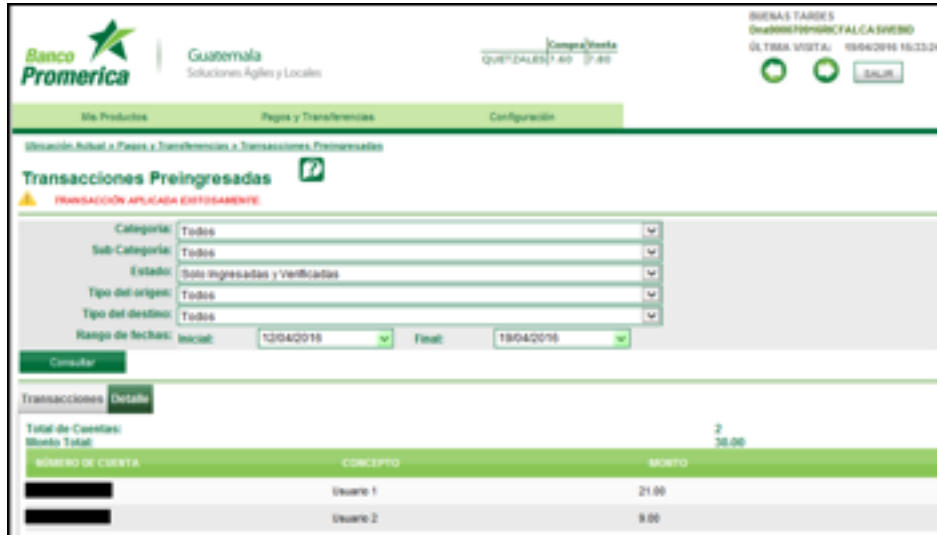 BUENAS TARDES
ÚLTIMA VISITA: 19/04/2016
Banco
Promerica
Guatemala
Soluciones Ágiles y Locales
Compra Venta
QUETZALES 7.60 7.80
SALIR
Mis Productos Pagos y Transferencias Configuración
Ubicación Actual » Pagos y Transferencias » Transacciones Preingresadas
Transacciones Preingresadas
TRANSACCIÓN APLICADA EXITOSAMENTE
Categoría: Todos
Sub Categoría: Todos
Estado: Solo Ingresadas y Verificadas
Tipo del origen: Todos
Tipo del destino: Todos
Rango de fechas: Inicial: 12/04/2016 Final: 19/04/2016
Consultar
Transacciones Detalle
Total de Cuentas: 2
Monto Total: 30.00
NÚMERO DE CUENTA CONCEPTO MONTO
Usuario 1 21.00
Usuario 2 9.00